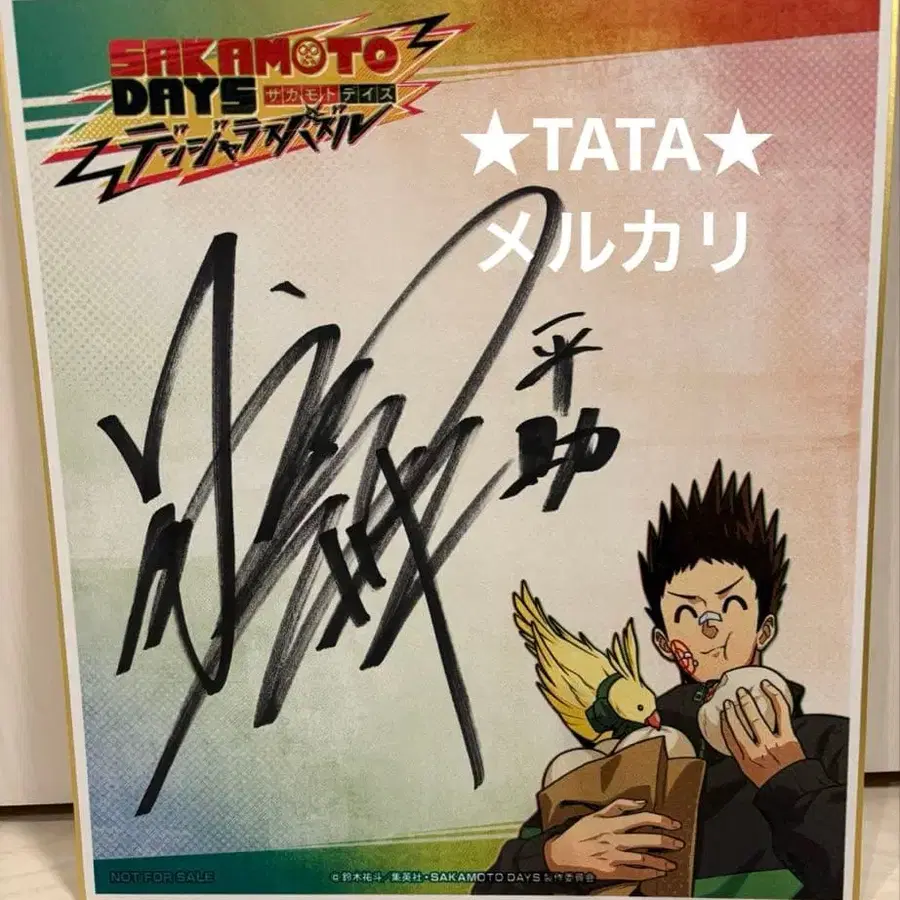 SAKAMOTO
DAYS サカモトデイズ
デンジャラスパズル
★TATA★
メルカリ
平
助
NOT FOR SALE
©鈴木祐斗/集英社・SAKAMOTO DAYS製作委員会